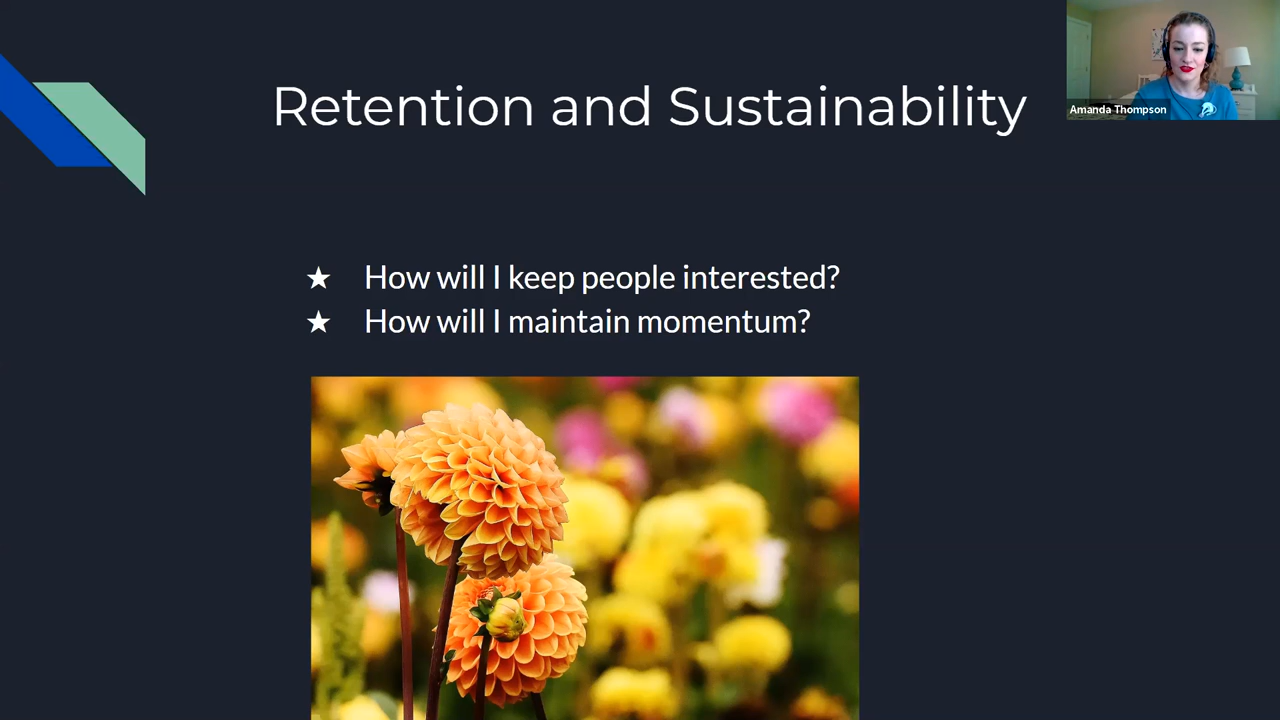 Retention and Sustainability
Amanda Thompson
★ How will I keep people interested?
★ How will I maintain momentum?